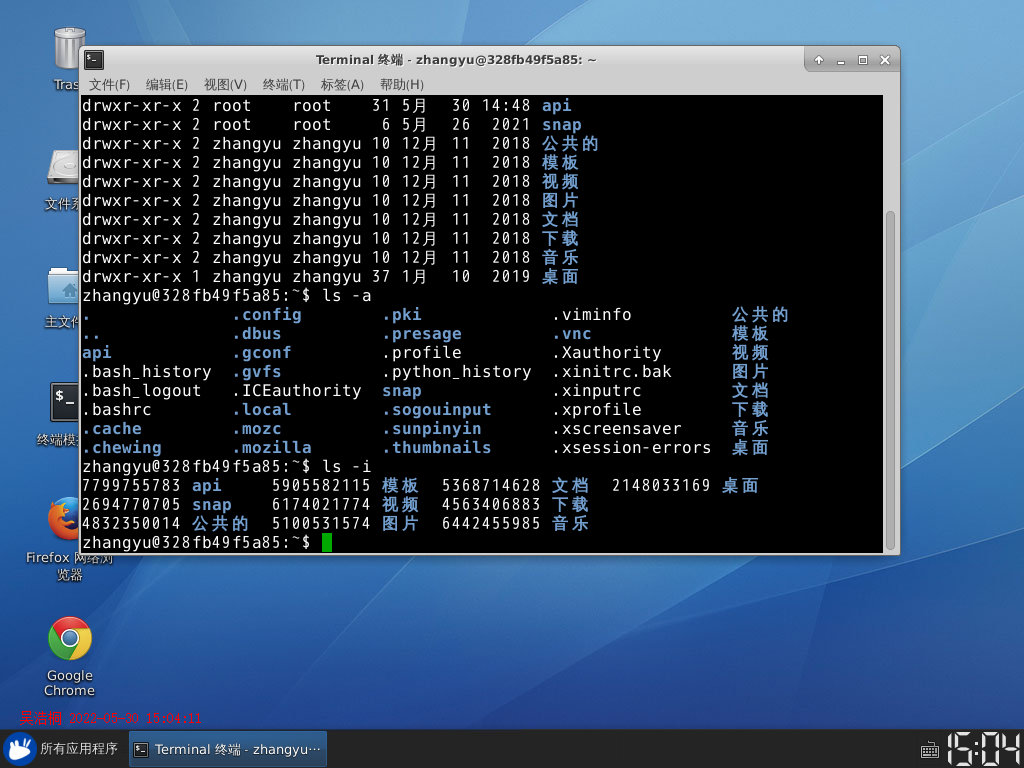 Terminal 终端 - zhangyu@328fb49f5a85: ~
文件(F) 编辑(E) 视图(V) 终端(T) 标签(A) 帮助(H)
drwxr-xr-x 2 root    root    31 5月   30 14:48 api
drwxr-xr-x 2 root    root     6 5月   26  2021 snap
drwxr-xr-x 2 zhangyu zhangyu 10 12月  11  2018 公共的
drwxr-xr-x 2 zhangyu zhangyu 10 12月  11  2018 模板
drwxr-xr-x 2 zhangyu zhangyu 10 12月  11  2018 视频
drwxr-xr-x 2 zhangyu zhangyu 10 12月  11  2018 图片
drwxr-xr-x 2 zhangyu zhangyu 10 12月  11  2018 文档
drwxr-xr-x 2 zhangyu zhangyu 10 12月  11  2018 下载
drwxr-xr-x 2 zhangyu zhangyu 10 12月  11  2018 音乐
drwxr-xr-x 1 zhangyu zhangyu 37 1月   10  2019 桌面
zhangyu@328fb49f5a85:~$ ls -a
.              .config        .pki             .viminfo          公共的
..             .dbus          .presage         .vnc              模板
api            .gconf         .profile         .Xauthority       视频
.bash_history  .gvfs          .python_history  .xinitrc.bak      图片
.bash_logout   .ICEauthority  snap             .xinputrc         文档
.bashrc        .local         .sogouinput      .xprofile         下载
.cache         .mozc          .sunpinyin       .xscreensaver     音乐
.chewing       .mozilla       .thumbnails      .xsession-errors  桌面
zhangyu@328fb49f5a85:~$ ls -i
7799755783 api     5905582115 模板  5368714628 文档  2148033169 桌面
2694770705 snap    6174021774 视频  4563406883 下载
4832350014 公共的  5100531574 图片  6442455985 音乐
zhangyu@328fb49f5a85:~$
Tras
文件系
主文件
终端模
Firefox 网络浏
览器
Google
Chrome
所有应用程序
Terminal 终端 - zhangyu···
15:04